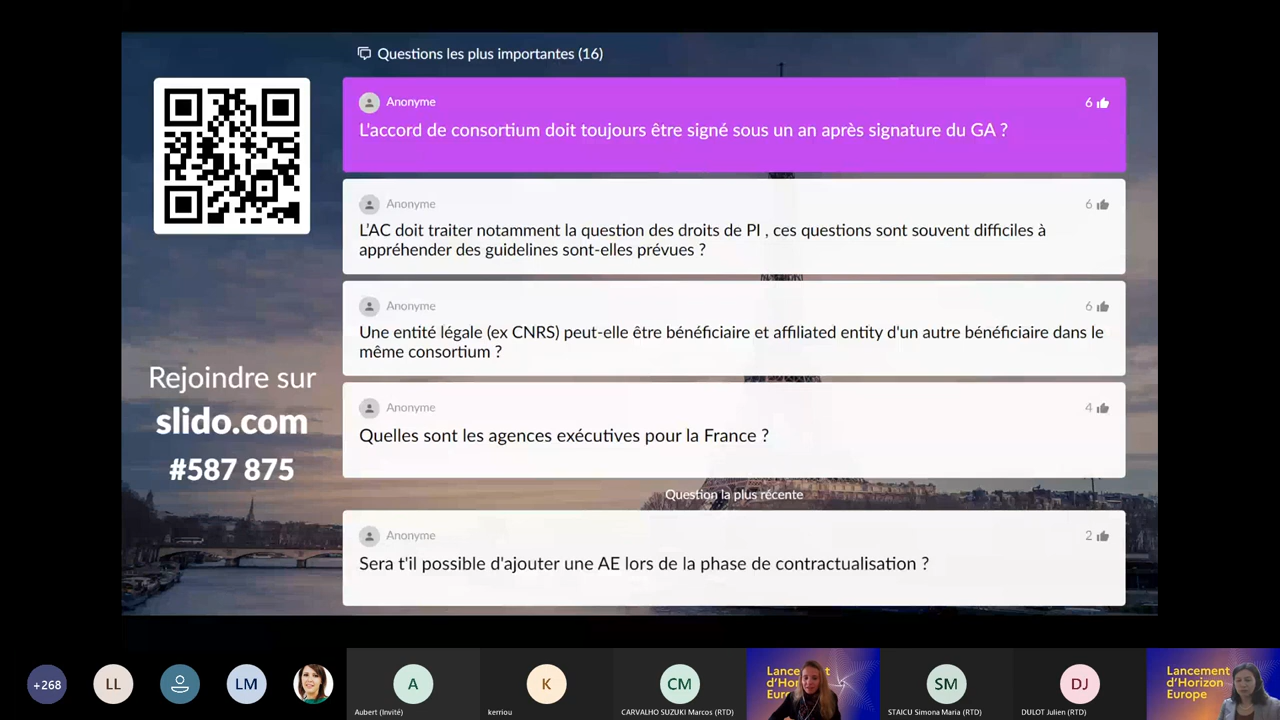 Questions les plus importantes (16)
Anonyme
6
L'accord de consortium doit toujours être signé sous un an après signature du GA ?
Anonyme
6
L'AC doit traiter notamment la question des droits de PI , ces questions sont souvent difficiles à
appréhender des guidelines sont-elles prévues ?
Anonyme
6
Une entité légale (ex CNRS) peut-elle être bénéficiaire et affiliated entity d'un autre bénéficiaire dans le
même consortium ?
Anonyme
4
Quelles sont les agences exécutives pour la France ?
Question la plus récente
Anonyme
2
Sera t'il possible d'ajouter une AE lors de la phase de contractualisation ?
Rejoindre sur
slido.com
#587 875
+268
LL
LM
A
Aubert (Invité)
K
kerriou
CM
CARVALHO SUZUKI Marcos (RTD)
SM
STAICU Simona Maria (RTD)
DJ
DULOT Julien (RTD)
Lancement
d'Horizon
Europe